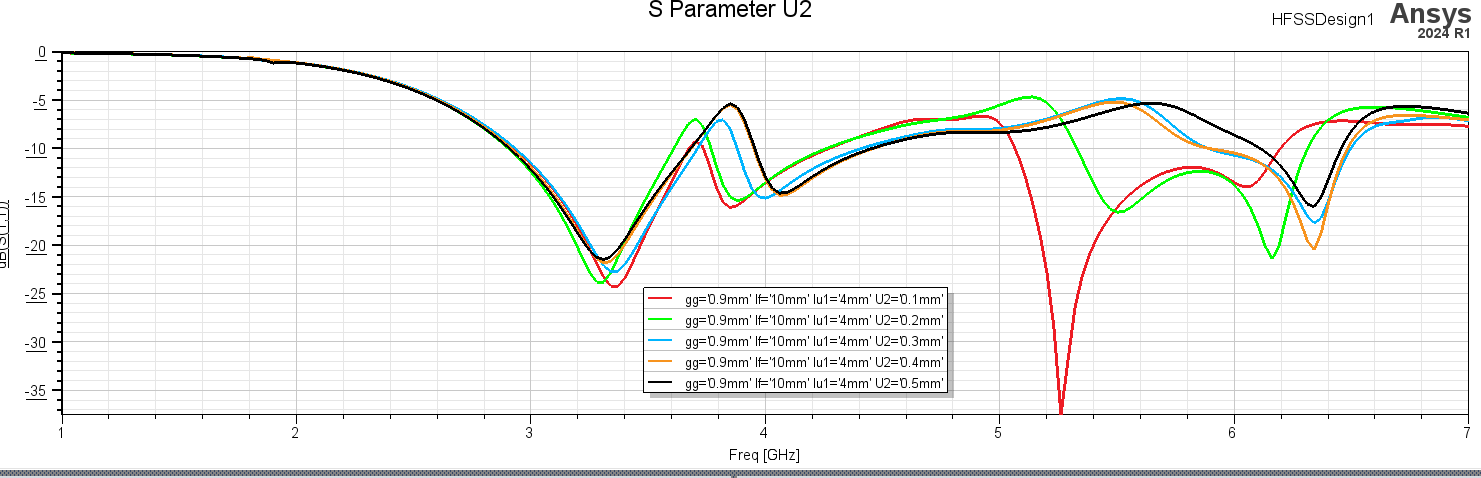 S Parameter U2
HFSSDesign1
Ansys
2024 R1
0
-5
-10
-15
-20
-25
-30
-35
gg='0.9mm' lf='10mm' lu1='4mm' U2='0.1mm'
gg='0.9mm' lf='10mm' lu1='4mm' U2='0.2mm'
gg='0.9mm' lf='10mm' lu1='4mm' U2='0.3mm'
gg='0.9mm' lf='10mm' lu1='4mm' U2='0.4mm'
gg='0.9mm' lf='10mm' lu1='4mm' U2='0.5mm'
1 2 3 4 5 6 7
Freq [GHz]